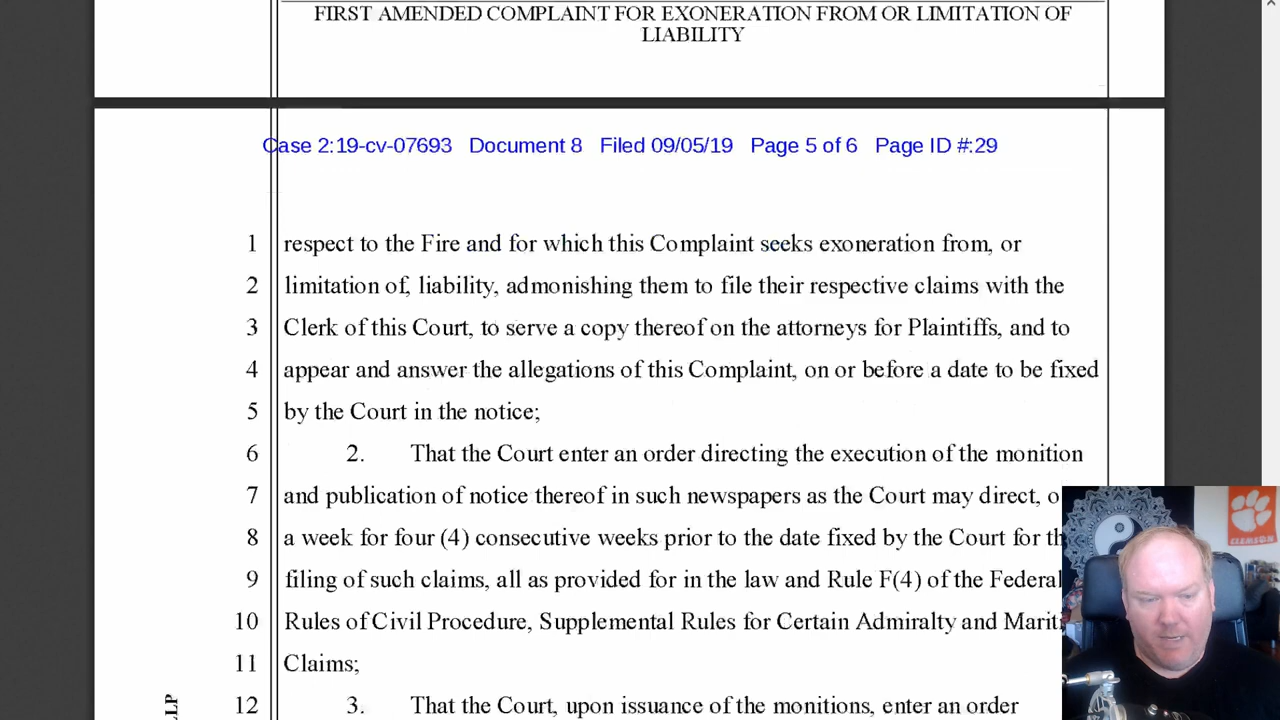 FIRST AMENDED COMPLAINT FOR EXONERATION FROM OR LIMITATION OF
LIABILITY
Case 2:19-cv-07693 Document 8 Filed 09/05/19 Page 5 of 6 Page ID #:29
1 respect to the Fire and for which this Complaint seeks exoneration from, or
2 limitation of, liability, admonishing them to file their respective claims with the
3 Clerk of this Court, to serve a copy thereof on the attorneys for Plaintiffs, and to
4 appear and answer the allegations of this Complaint, on or before a date to be fixed
5 by the Court in the notice;
6 2. That the Court enter an order directing the execution of the monition
7 and publication of notice thereof in such newspapers as the Court may direct,
8 a week for four (4) consecutive weeks prior to the date fixed by the Court for
9 filing of such claims, all as provided for in the law and Rule F(4) of the Federal
10 Rules of Civil Procedure, Supplemental Rules for Certain Admiralty and
11 Claims;
LLP
12 3. That the Court, upon issuance of the monitions, enter an order
CLEMSON